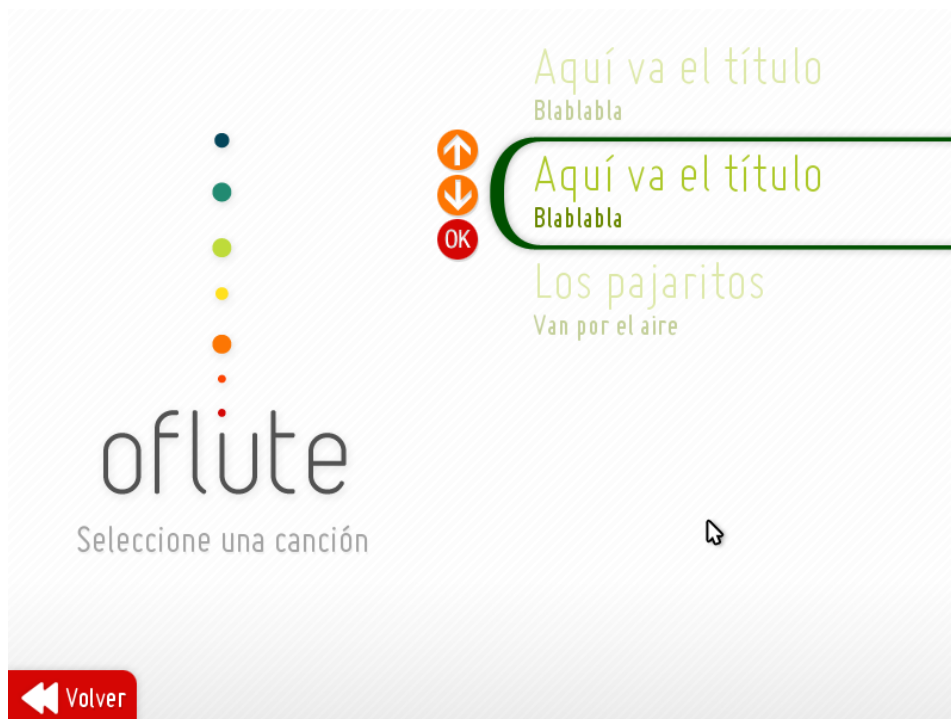 Aquí va el título
Blablabla
Aquí va el título
Blablabla
OK
Los pajaritos
Van por el aire
oflute
Seleccione una canción
Volver